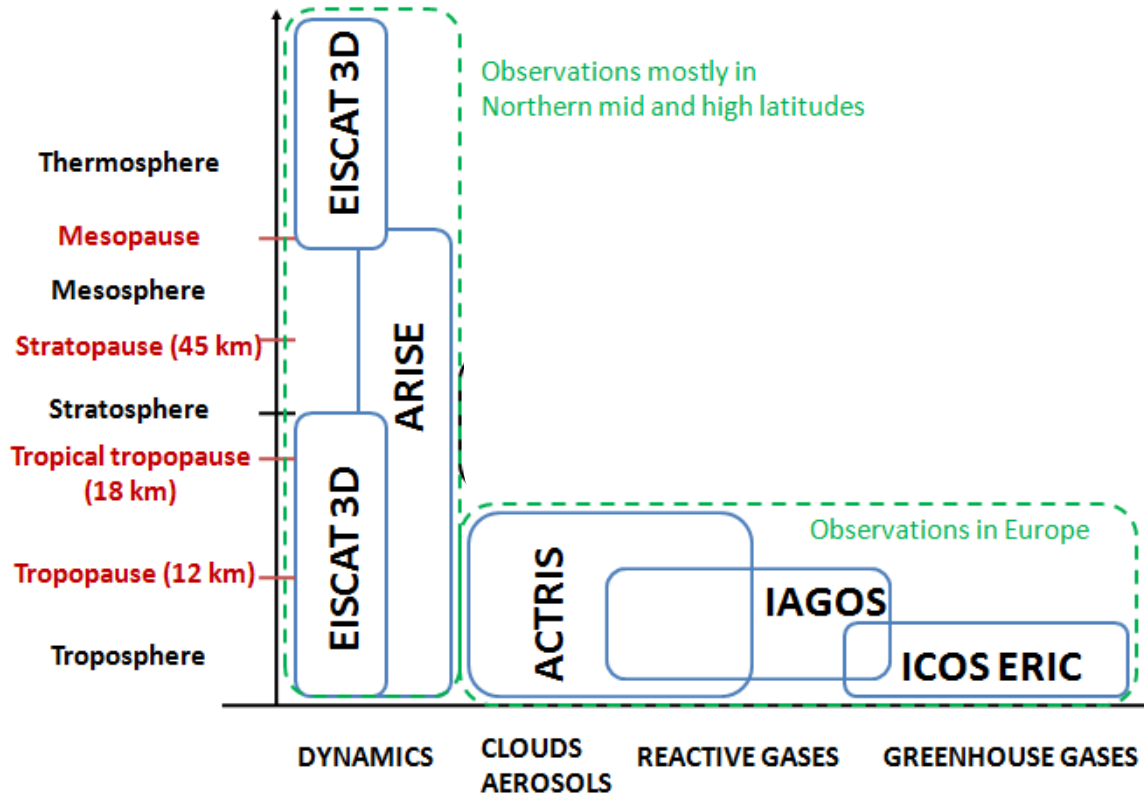 EISCAT 3D
Observations mostly in
Northern mid and high latitudes
Thermosphere
Mesopause
Mesosphere
Stratopause (45 km)
ARISE
Stratosphere
Tropical tropopause
(18 km)
EISCAT 3D
Observations in Europe
Tropopause (12 km)
ACTRIS
IAGOS
Troposphere
ICOS ERIC
DYNAMICS
CLOUDS
AEROSOLS
REACTIVE GASES
GREENHOUSE GASES